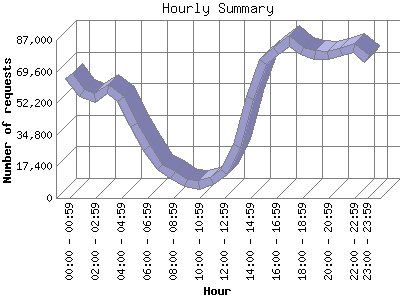 Hourly Summary
87,000
69,600
52,200
34,800
17,400
0
Number of requests
00:00 - 00:59
02:00 - 02:59
04:00 - 04:59
06:00 - 06:59
08:00 - 08:59
10:00 - 10:59
12:00 - 12:59
14:00 - 14:59
16:00 - 16:59
18:00 - 18:59
20:00 - 20:59
22:00 - 22:59
23:00 - 23:59
Hour